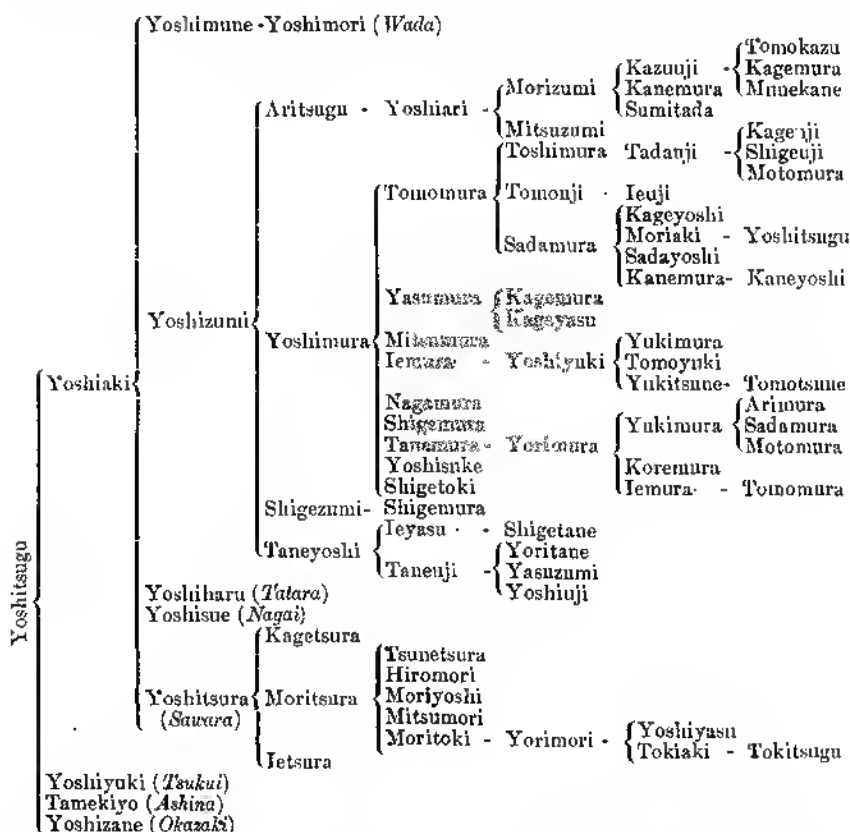 Yoshimune - Yoshimori (Wada)
Tomokazu
Kazuuji - Kagemura
Morizumi Kanemura Munekane
Sumitada
Aritsugu - Yoshiari -
Mitsuzumi Kagenji
Toshimura Tadanji - Shigeuji
Motomura
Tomomura Tomonji · Ieuji
Kageyoshi
Sadamura Moriaki - Yoshitsugu
Sadayoshi
Kanemura - Kaneyoshi
Yasumura Kagemura
Kageyasu
Yoshizumi Yoshimura Yukimura
Iemura - Yoshiyuki Tomoyuki
Yukitsune - Tomotsune
Yoshiaki Nagamura Arimura
Shigemura Yukimura Sadamura
Tanemura - Yorimura Motomura
Yoshisuke Koremura
Shigetoki Iemura - Tomomura
Shigezumi - Shigemura
Ieyasu · - Shigetane
Taneyoshi Yoritane
Taneuji - Yasuzumi
Yoshiuji
Yoshitsugu
Yoshiharu (Tatara)
Yoshisue (Nagai)
Kagetsura
Tsunetsura
Hiromori
Yoshitsura Moritsura Moriyoshi
(Sawara) Mitsumori
Moritoki - Yorimori - Yoshiyasu
Tokiaki - Tokitsugu
Ietsura
Yoshiyuki (Tsukui)
Tamekiyo (Ashina)
Yoshizane (Okazaki)